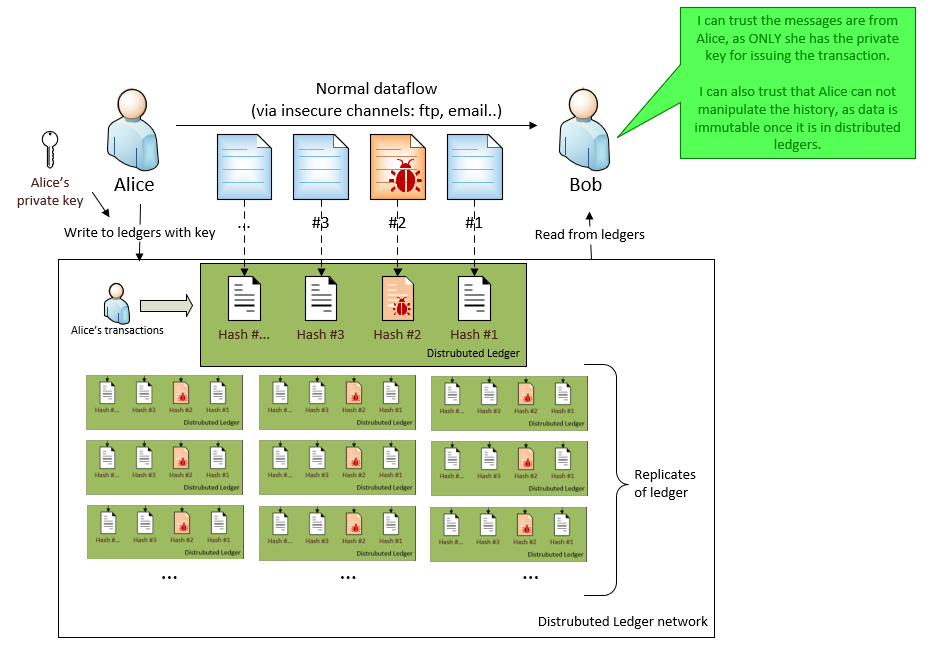 I can trust the messages are from
Alice, as ONLY she has the private
key for issuing the transaction.
I can also trust that Alice can not
manipulate the history, as data is
immutable once it is in distributed
ledgers.
Normal dataflow
(via insecure channels: ftp, email..)
Alice's
private key
Alice
Bob
... #3 #2 #1
Write to ledgers with key
Read from ledgers
Alice's transactions
Hash #... Hash #3 Hash #2 Hash #1
Distrubuted Ledger
Hash #... Hash #3 Hash #2 Hash #1
Distrubuted Ledger
Hash #... Hash #3 Hash #2 Hash #1
Distrubuted Ledger
Hash #... Hash #3 Hash #2 Hash #1
Distrubuted Ledger
Hash #... Hash #3 Hash #2 Hash #1
Distrubuted Ledger
Hash #... Hash #3 Hash #2 Hash #1
Distrubuted Ledger
Hash #... Hash #3 Hash #2 Hash #1
Distrubuted Ledger
Hash #... Hash #3 Hash #2 Hash #1
Distrubuted Ledger
Hash #... Hash #3 Hash #2 Hash #1
Distrubuted Ledger
Hash #... Hash #3 Hash #2 Hash #1
Distrubuted Ledger
... ... ...
Replicates
of ledger
Distrubuted Ledger network